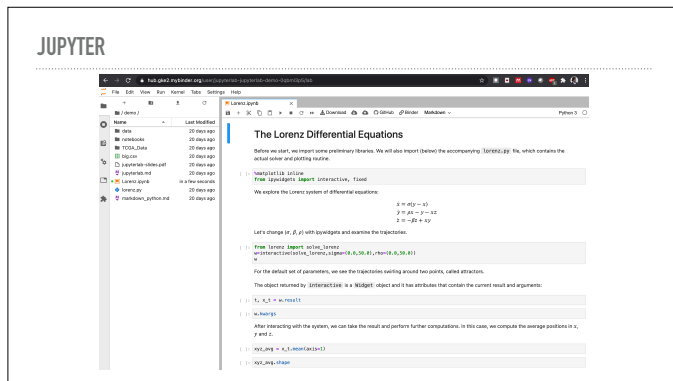 JUPYTER
hub.gke2.mybinder.org/user/jupyterlab-jupyterlab-demo-0qbml3p5/lab
File Edit View Run Kernel Tabs Settings Help
/ demo /
Name Last Modified
data 20 days ago
notebooks 20 days ago
TCGA_Data 20 days ago
big.csv 20 days ago
jupyterlab-slides.pdf 20 days ago
jupyterlab.md 20 days ago
Lorenz.ipynb in a few seconds
lorenz.py 20 days ago
markdown_python.md 20 days ago
Lorenz.ipynb
Download GitHub Binder Markdown Python 3
The Lorenz Differential Equations
Before we start, we import some preliminary libraries. We will also import (below) the accompanying lorenz.py file, which contains the
actual solver and plotting routine.
[ ]: %matplotlib inline
from ipywidgets import interactive, fixed
We explore the Lorenz system of differential equations:
ẋ = σ(y − x)
ẏ = ρx − y − xz
ż = −βz + xy
Let's change (σ, β, ρ) with ipywidgets and examine the trajectories.
[ ]: from lorenz import solve_lorenz
w=interactive(solve_lorenz,sigma=(0.0,50.0),rho=(0.0,50.0))
w
For the default set of parameters, we see the trajectories swirling around two points, called attractors.
The object returned by interactive is a Widget object and it has attributes that contain the current result and arguments:
[ ]: t, x_t = w.result
[ ]: w.kwargs
After interacting with the system, we can take the result and perform further computations. In this case, we compute the average positions in x,
y and z.
[ ]: xyz_avg = x_t.mean(axis=1)
[ ]: xyz_avg.shape